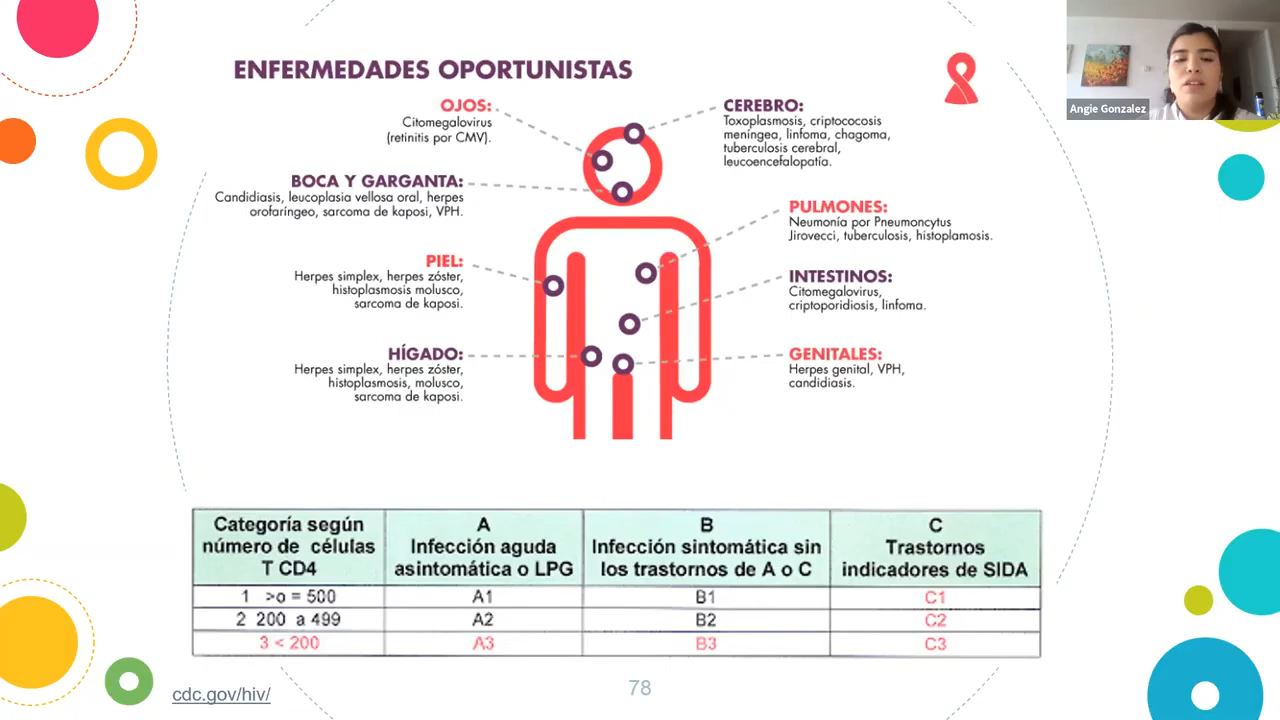 Angie Gonzalez
ENFERMEDADES OPORTUNISTAS
OJOS:
Citomegalovirus
(retinitis por CMV).
BOCA Y GARGANTA:
Candidiasis, leucoplasia vellosa oral, herpes
orofaríngeo, sarcoma de kaposi, VPH.
PIEL:
Herpes simplex, herpes zóster,
histoplasmosis molusco,
sarcoma de kaposi.
HÍGADO:
Herpes simplex, herpes zóster,
histoplasmosis, molusco,
sarcoma de kaposi.
CEREBRO:
Toxoplasmosis, criptococosis
meníngea, linfoma, chagoma,
tuberculosis cerebral,
leucoencefalopatía.
PULMONES:
Neumonía por Pneumoncytus
Jirovecci, tuberculosis, histoplamosis.
INTESTINOS:
Citomegalovirus,
criptoporidiosis, linfoma.
GENITALES:
Herpes genital, VPH,
candidiasis.
Categoría según número de células T CD4
A Infección aguda asintomática o LPG
B Infección sintomática sin los trastornos de A o C
C Trastornos indicadores de SIDA
1 >o = 500 A1 B1 C1
2 200 a 499 A2 B2 C2
3 < 200 A3 B3 C3
cdc.gov/hiv/
78